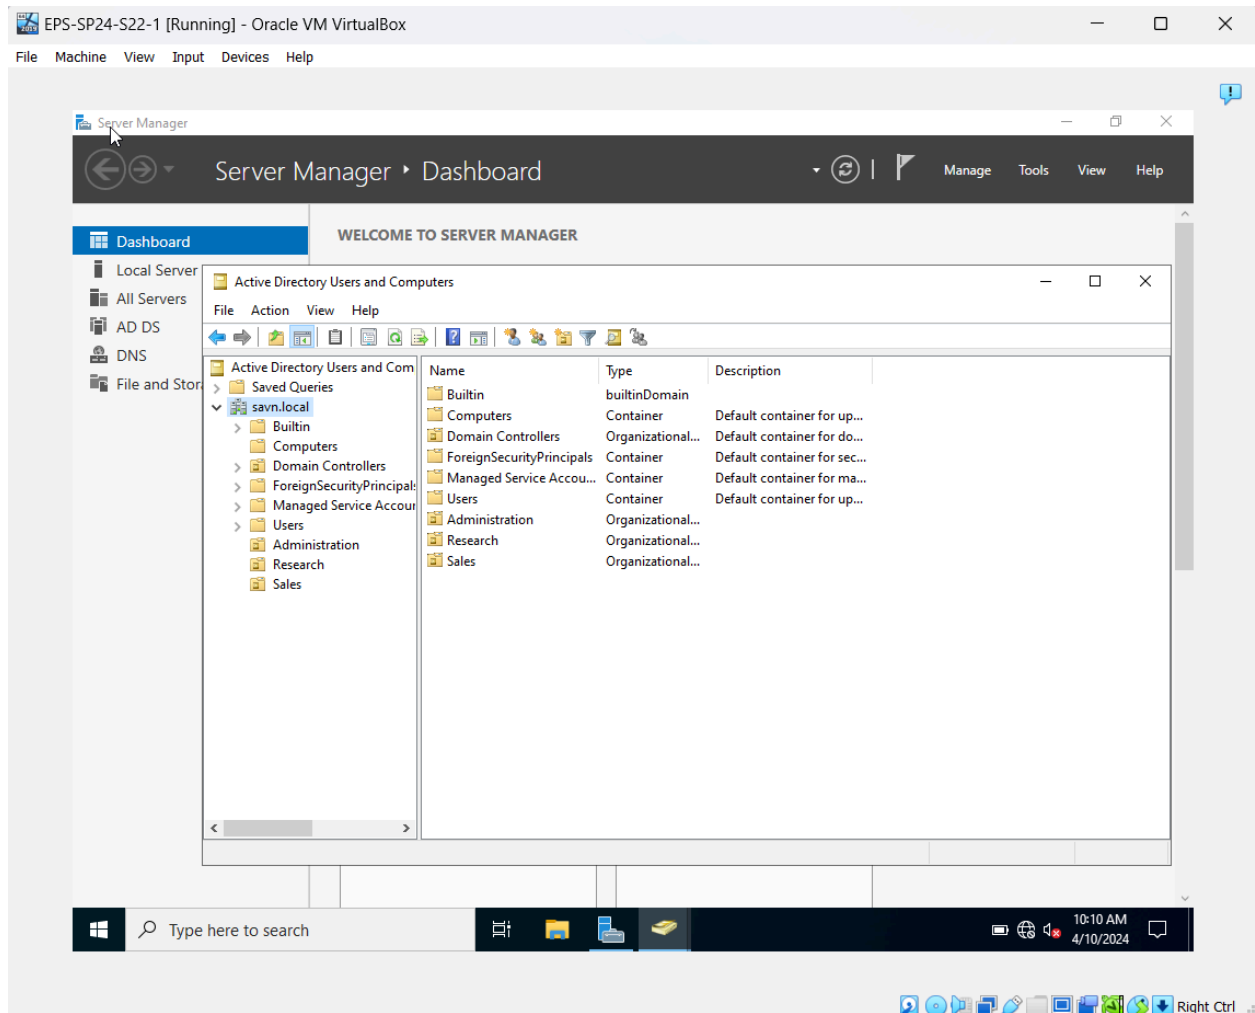 EPS-SP24-S22-1 [Running] - Oracle VM VirtualBox
File Machine View Input Devices Help
Server Manager
Server Manager Dashboard
Manage Tools View Help
Dashboard
Local Server
All Servers
AD DS
DNS
File and Stor
WELCOME TO SERVER MANAGER
Active Directory Users and Computers
File Action View Help
Active Directory Users and Com
Saved Queries
savn.local
Builtin
Computers
Domain Controllers
ForeignSecurityPrincipals
Managed Service Accour
Users
Administration
Research
Sales
Name Type Description
Builtin builtinDomain
Computers Container Default container for up...
Domain Controllers Organizational... Default container for do...
ForeignSecurityPrincipals Container Default container for sec...
Managed Service Accou... Container Default container for ma...
Users Container Default container for up...
Administration Organizational...
Research Organizational...
Sales Organizational...
Type here to search
10:10 AM
4/10/2024
Right Ctrl